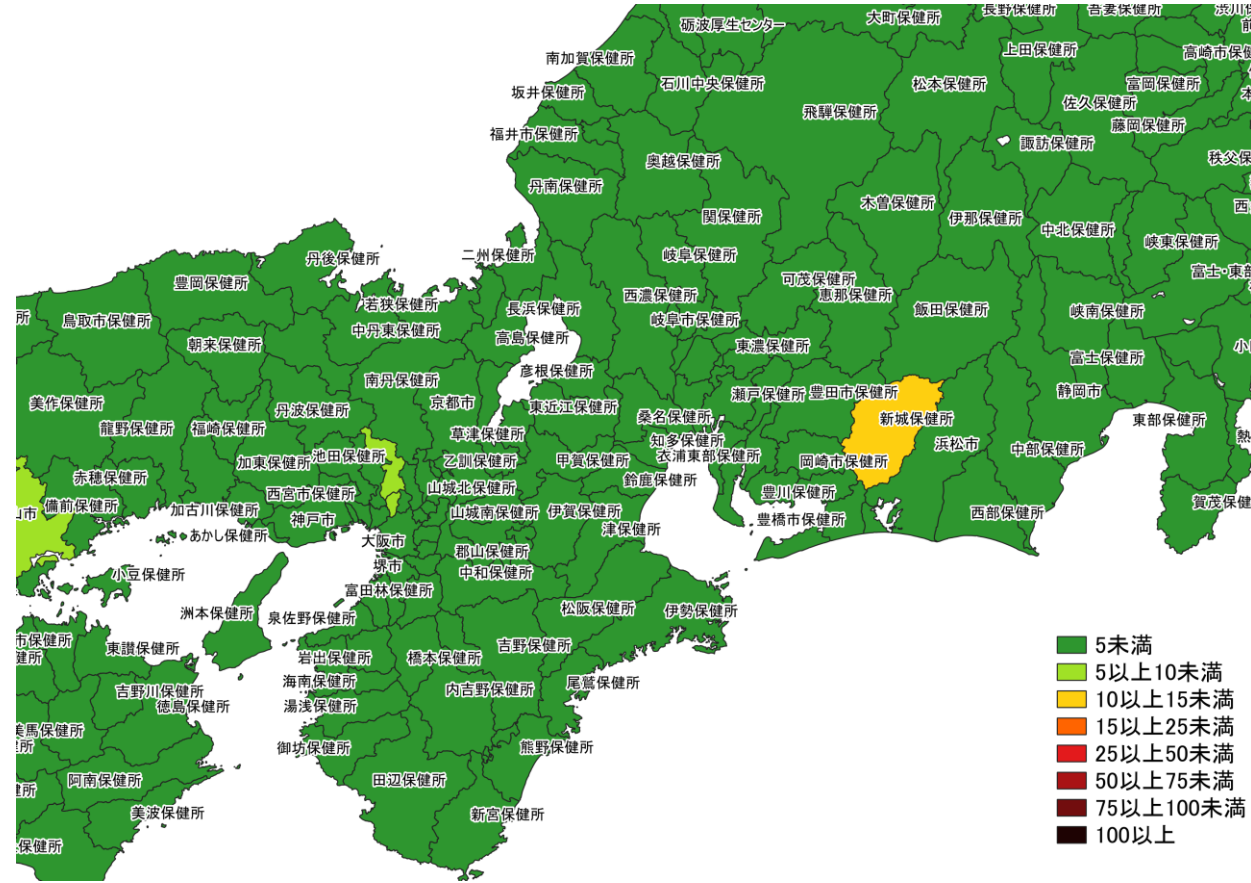 砺波厚生センター
大町保健所
長野保健所
吾妻保健所
南加賀保健所
石川中央保健所
松本保健所
上田保健所
高崎市保健
坂井保健所
飛騨保健所
佐久保健所
富岡保健所
福井市保健所
諏訪保健所
藤岡保健所
奥越保健所
秩父保
丹南保健所
関保健所
木曽保健所
伊那保健所
中北保健所
峡東保健所
西
丹後保健所
二州保健所
岐阜保健所
富士・東部
豊岡保健所
可茂保健所
恵那保健所
若狭保健所
長浜保健所
西濃保健所
飯田保健所
峡南保健所
所
鳥取市保健所
中丹東保健所
高島保健所
岐阜市保健所
朝来保健所
東濃保健所
富士保健所
小
彦根保健所
南丹保健所
美作保健所
京都市
東近江保健所
瀬戸保健所
豊田市保健所
静岡市
丹波保健所
桑名保健所
新城保健所
東部保健所
龍野保健所
福崎保健所
草津保健所
知多保健所
浜松市
中部保健所
熱
加東保健所
池田保健所
乙訓保健所
甲賀保健所
衣浦東部保健所
岡崎市保健所
赤穂保健所
西宮市保健所
山城北保健所
鈴鹿保健所
豊川保健所
賀茂保健
山市
備前保健所
加古川保健所
神戸市
山城南保健所
伊賀保健所
豊橋市保健所
西部保健所
あかし保健所
大阪市
津保健所
小豆保健所
堺市
郡山保健所
中和保健所
富田林保健所
洲本保健所
泉佐野保健所
松阪保健所
伊勢保健所
市保健所
健所
東讃保健所
岩出保健所
橋本保健所
吉野保健所
5未満
吉野川保健所
海南保健所
内吉野保健所
尾鷲保健所
5以上10未満
徳島保健所
湯浅保健所
10以上15未満
美馬保健所
御坊保健所
熊野保健所
15以上25未満
所
25以上50未満
健所
阿南保健所
田辺保健所
50以上75未満
美波保健所
新宮保健所
75以上100未満
保健所
100以上